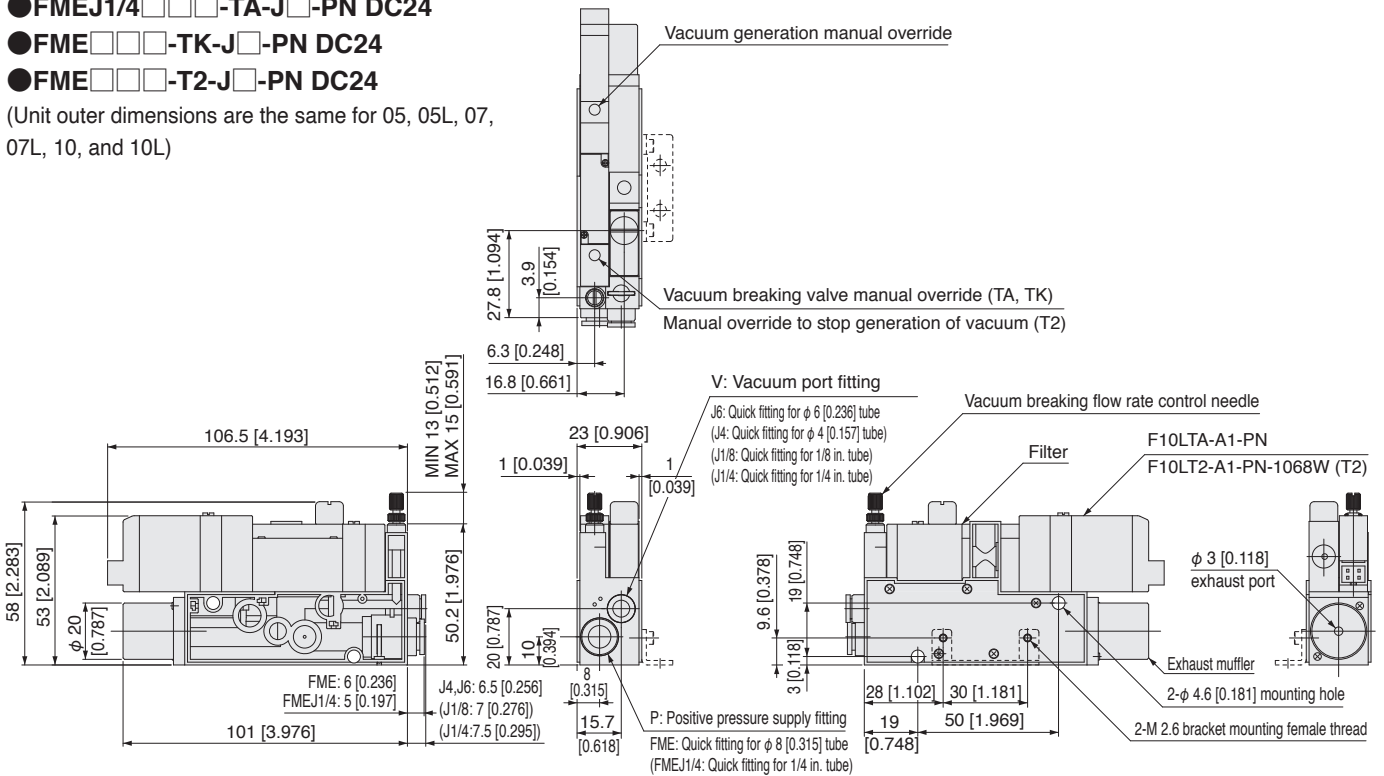 ●FMEJ1/4□□□-TA-J□-PN DC24
●FME□□□-TK-J□-PN DC24
●FME□□□-T2-J□-PN DC24
(Unit outer dimensions are the same for 05, 05L, 07,
07L, 10, and 10L)
Vacuum generation manual override
27.8 [1.094]
3.9
[0.154]
Vacuum breaking valve manual override (TA, TK)
Manual override to stop generation of vacuum (T2)
6.3 [0.248]
16.8 [0.661]
106.5 [4.193]
MIN 13 [0.512]
MAX 15 [0.591]
58 [2.283]
53 [2.089]
φ 20
[0.787]
50.2 [1.976]
FME: 6 [0.236]
FMEJ1/4: 5 [0.197]
J4,J6: 6.5 [0.256]
(J1/8: 7 [0.276])
(J1/4:7.5 [0.295])
101 [3.976]
V: Vacuum port fitting
J6: Quick fitting for φ 6 [0.236] tube
(J4: Quick fitting for φ 4 [0.157] tube)
(J1/8: Quick fitting for 1/8 in. tube)
(J1/4: Quick fitting for 1/4 in. tube)
23 [0.906]
1 [0.039]
1
[0.039]
20 [0.787]
10
[0.394]
8
[0.315]
15.7
[0.618]
P: Positive pressure supply fitting
FME: Quick fitting for φ 8 [0.315] tube
(FMEJ1/4: Quick fitting for 1/4 in. tube)
Vacuum breaking flow rate control needle
Filter
F10LTA-A1-PN
F10LT2-A1-PN-1068W (T2)
9.6 [0.378]
19 [0.748]
3 [0.118]
φ 3 [0.118]
exhaust port
Exhaust muffler
28 [1.102]
30 [1.181]
2-φ 4.6 [0.181] mounting hole
19
[0.748]
50 [1.969]
2-M 2.6 bracket mounting female thread